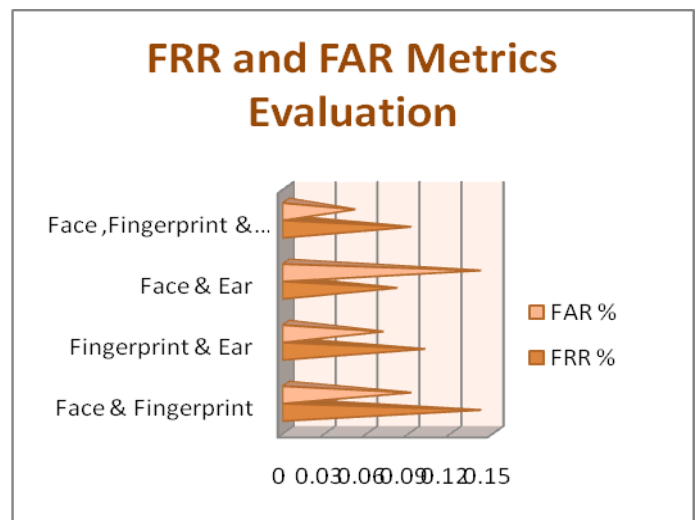 FRR and FAR Metrics
Evaluation
Face ,Fingerprint &...
Face & Ear
Fingerprint & Ear
Face & Fingerprint
FAR %
FRR %
0 0.03 0.06 0.09 0.12 0.15